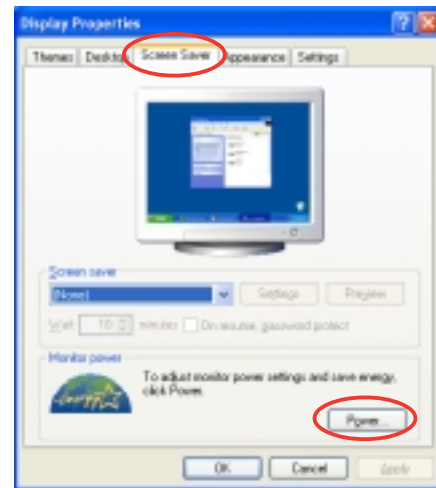 Display Properties
Themes Desktop Screen Saver Appearance Settings
Screen saver
(None) Settings Preview
Wait 10 minutes On resume, password protect
Monitor power
To adjust monitor power settings and save energy,
click Power.
Power...
OK Cancel Apply